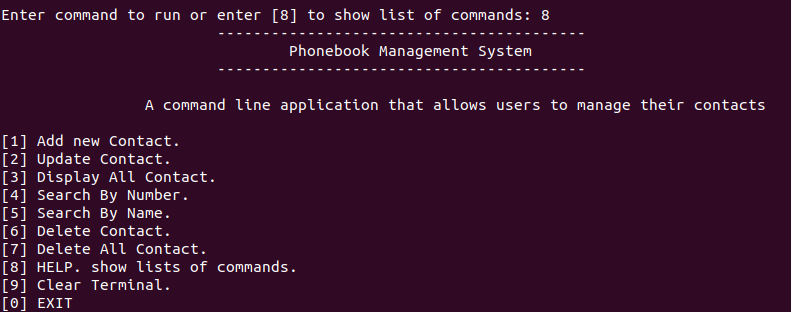 Enter command to run or enter [8] to show list of commands: 8
-----------------------------------------
Phonebook Management System
-----------------------------------------
A command line application that allows users to manage their contacts
[1] Add new Contact.
[2] Update Contact.
[3] Display All Contact.
[4] Search By Number.
[5] Search By Name.
[6] Delete Contact.
[7] Delete All Contact.
[8] HELP. show lists of commands.
[9] Clear Terminal.
[0] EXIT